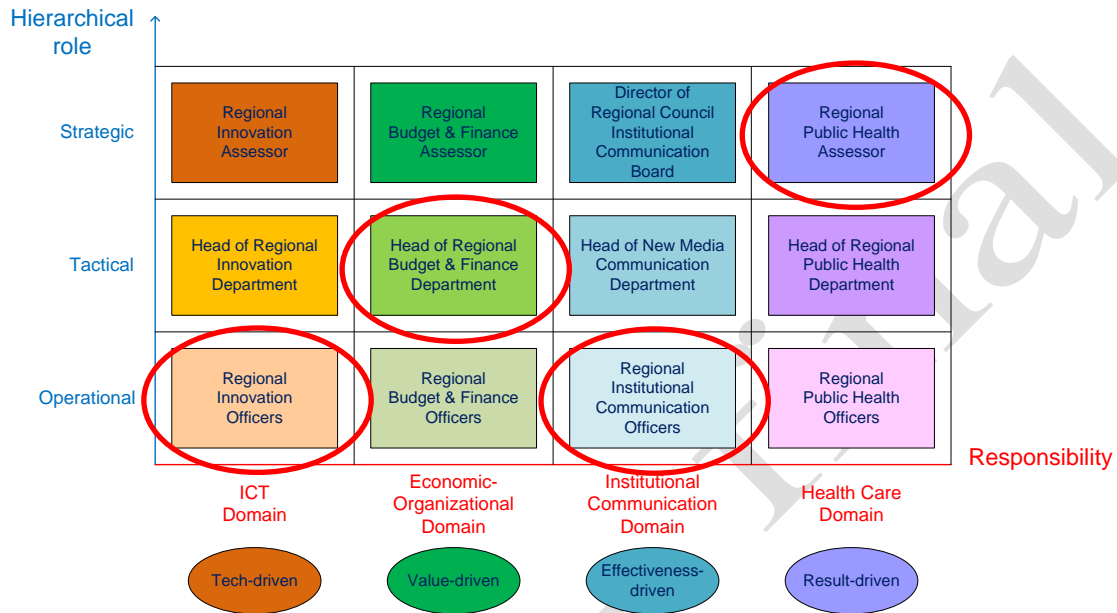 Hierarchical
role
Strategic
Regional
Innovation
Assessor
Regional
Budget & Finance
Assessor
Director of
Regional Council
Institutional
Communication
Board
Regional
Public Health
Assessor
Tactical
Head of Regional
Innovation
Department
Head of Regional
Budget & Finance
Department
Head of New Media
Communication
Department
Head of Regional
Public Health
Department
Operational
Regional
Innovation
Officers
Regional
Budget & Finance
Officers
Regional
Institutional
Communication
Officers
Regional
Public Health
Officers
Responsibility
ICT
Domain
Economic-
Organizational
Domain
Institutional
Communication
Domain
Health Care
Domain
Tech-driven
Value-driven
Effectiveness-
driven
Result-driven